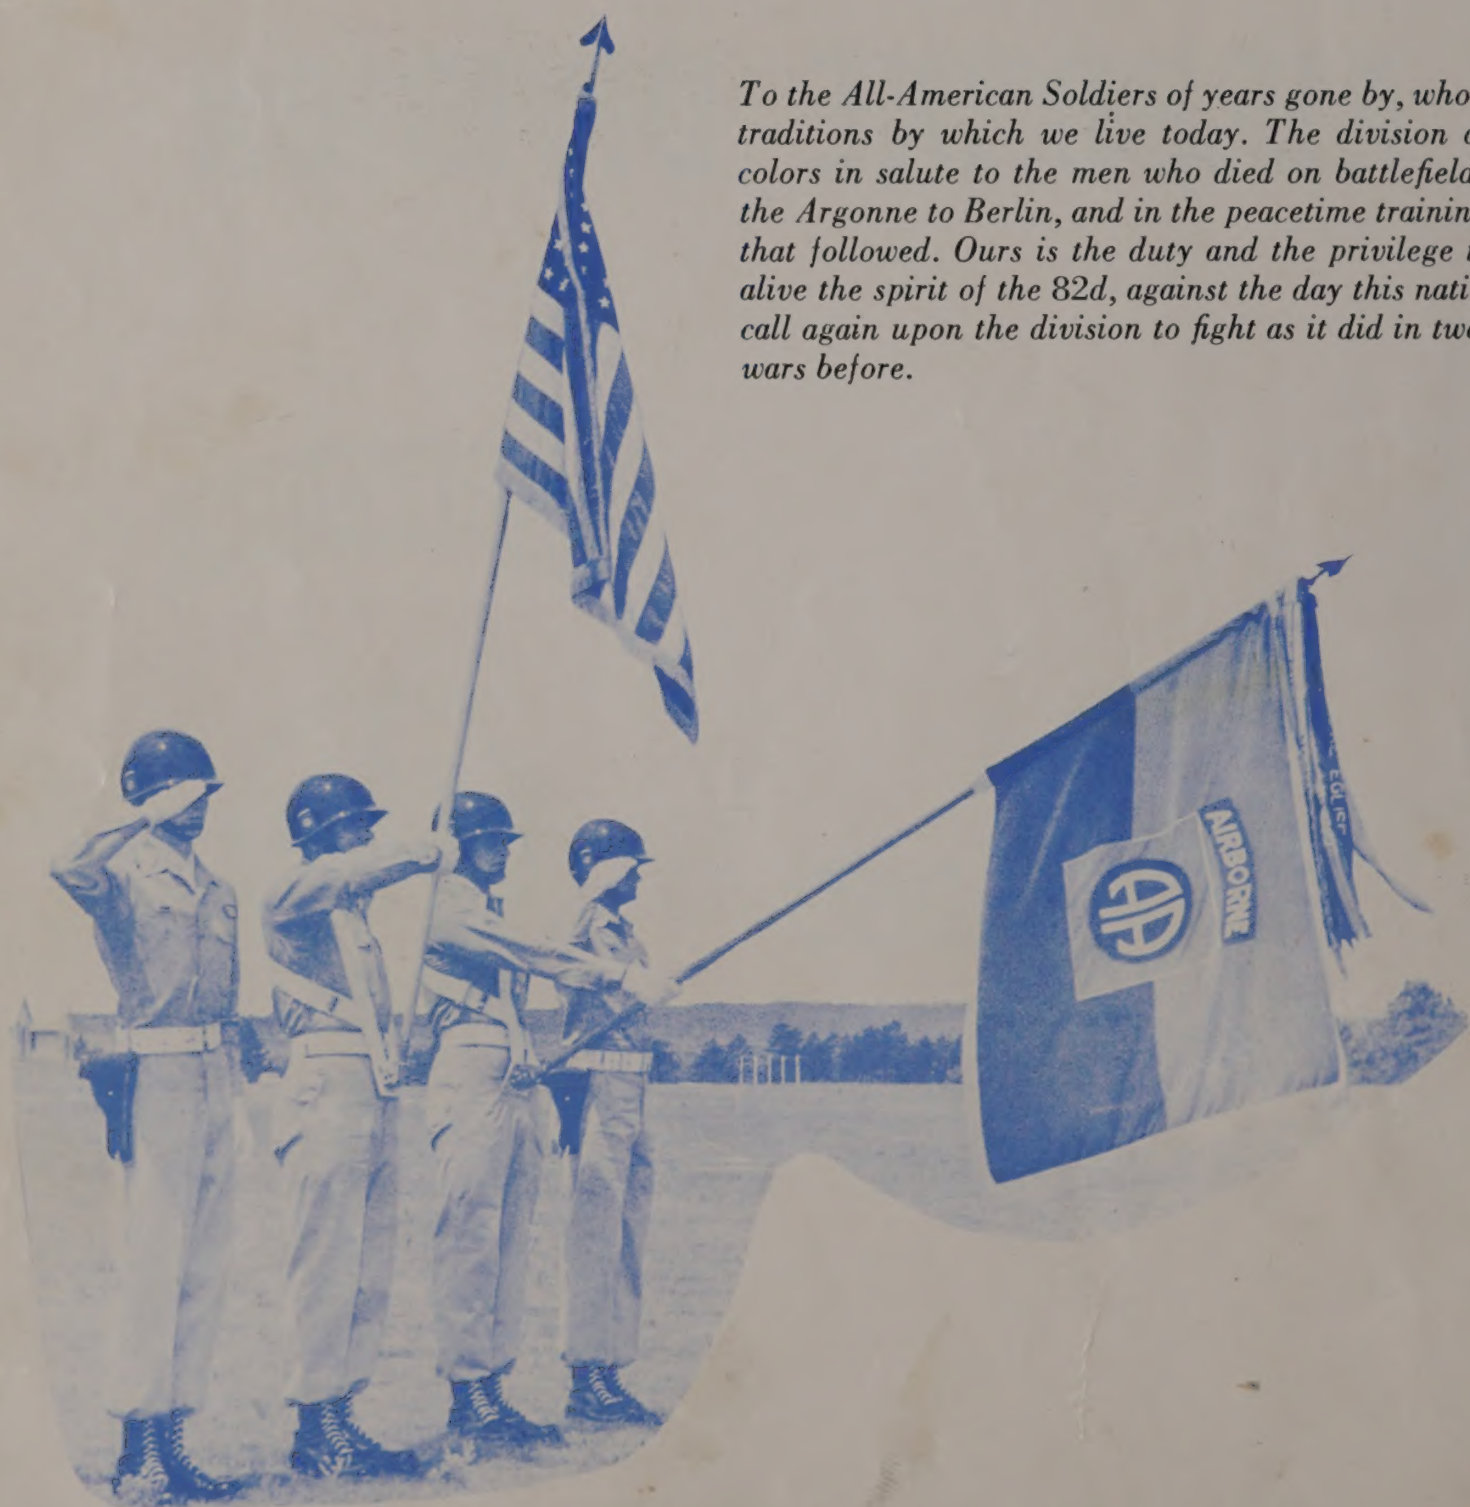 To the All-American Soldiers of years gone by, who
traditions by which we live today. The division
colors in salute to the men who died on battlefield
the Argonne to Berlin, and in the peacetime trainin
that followed. Ours is the duty and the privilege
alive the spirit of the 82d, against the day this nati
call again upon the division to fight as it did in tw
wars before.
AIRBORNE
AA
EGLISE